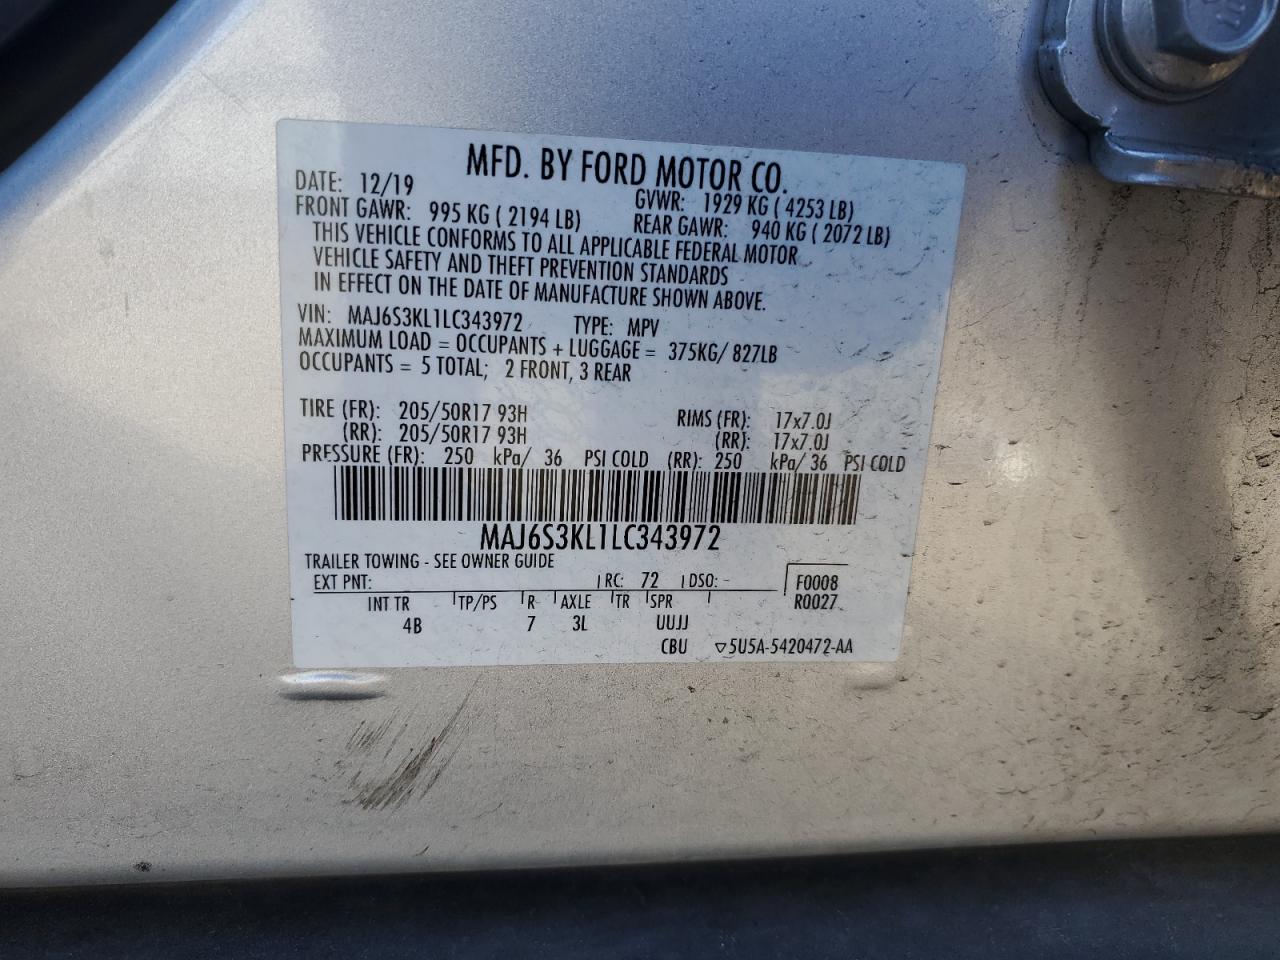 MFD. BY FORD MOTOR CO.
DATE: 12/19 GVWR: 1929 KG ( 4253 LB)
FRONT GAWR: 995 KG ( 2194 LB) REAR GAWR: 940 KG ( 2072 LB)
THIS VEHICLE CONFORMS TO ALL APPLICABLE FEDERAL MOTOR
VEHICLE SAFETY AND THEFT PREVENTION STANDARDS
IN EFFECT ON THE DATE OF MANUFACTURE SHOWN ABOVE.
VIN: MAJ6S3KL1LC343972 TYPE: MPV
MAXIMUM LOAD = OCCUPANTS + LUGGAGE = 375KG/ 827LB
OCCUPANTS = 5 TOTAL; 2 FRONT, 3 REAR
TIRE (FR): 205/50R17 93H RIMS (FR): 17x7.0J
(RR): 205/50R17 93H (RR): 17x7.0J
PRESSURE (FR): 250 kPa/ 36 PSI COLD (RR): 250 kPa/ 36 PSI COLD
MAJ6S3KL1LC343972
TRAILER TOWING - SEE OWNER GUIDE
EXT PNT: RC: 72 DSO: - F0008
INT TR TP/PS R AXLE TR SPR R0027
4B 7 3L UUJJ
CBU ▽5U5A-5420472-AA